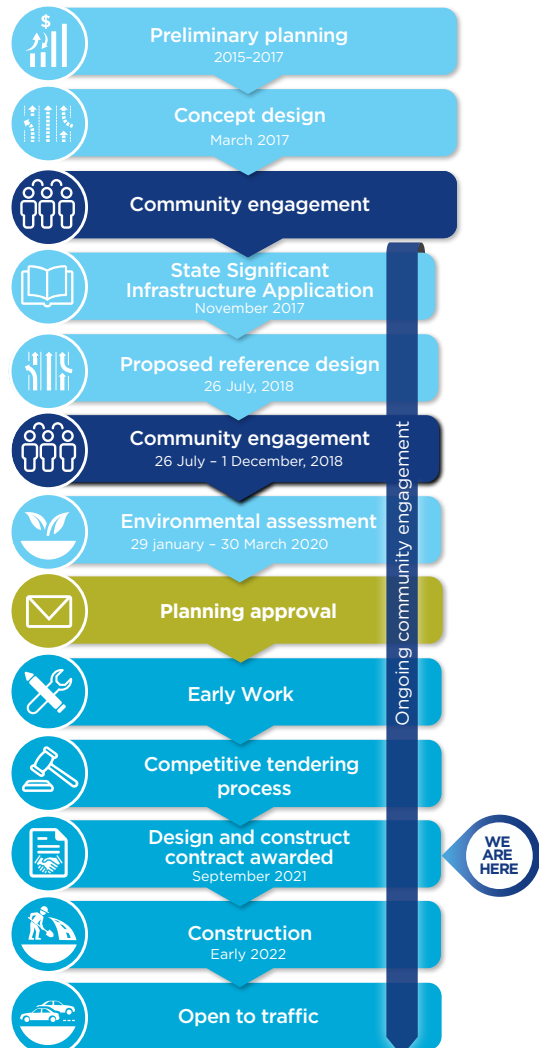 $
Preliminary planning
2015–2017
Concept design
March 2017
Community engagement
State Significant
Infrastructure Application
November 2017
Proposed reference design
26 July, 2018
Community engagement
26 July – 1 December, 2018
Environmental assessment
29 january – 30 March 2020
Planning approval
Early Work
Competitive tendering
process
Design and construct
contract awarded
September 2021
Construction
Early 2022
Open to traffic
Ongoing community engagement
WE
ARE
HERE